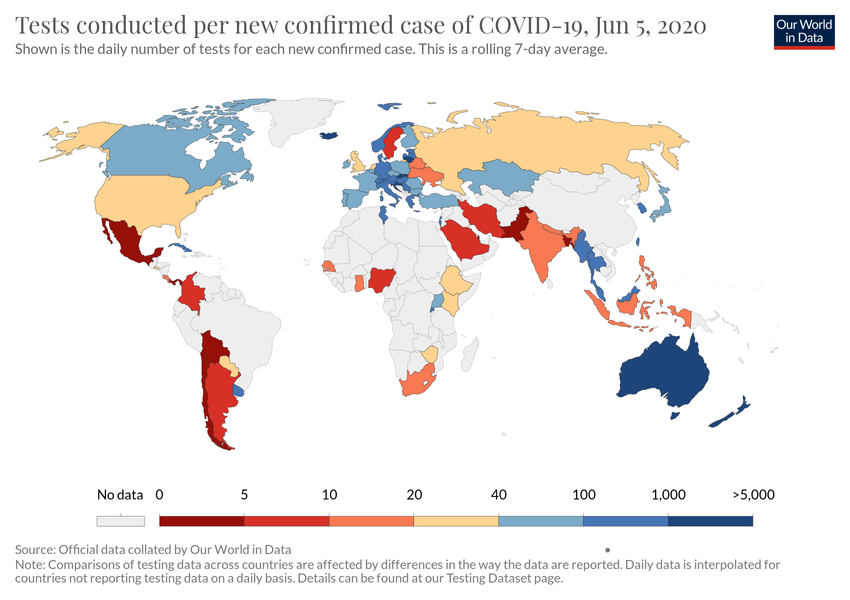 Tests conducted per new confirmed case of COVID-19, Jun 5, 2020
Our World
in Data
Shown is the daily number of tests for each new confirmed case. This is a rolling 7-day average.
No data 0 5 10 20 40 100 1,000 >5,000
Source: Official data collated by Our World in Data
Note: Comparisons of testing data across countries are affected by differences in the way the data are reported. Daily data is interpolated for
countries not reporting testing data on a daily basis. Details can be found at our Testing Dataset page.